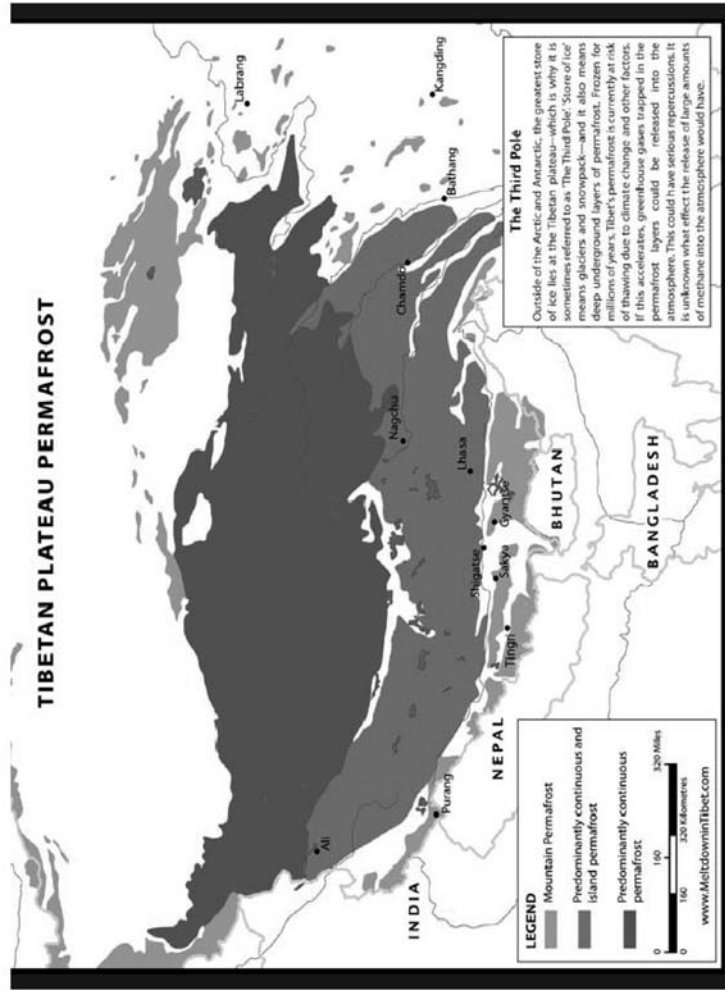 TIBETAN PLATEAU PERMAFROST
Labrang
Kangding
Bathang
Chamdo
Nagchu
Lhasa
Gyantse
Shigatse
Sakya
Tingri
Purang
Ali
INDIA
NEPAL
BHUTAN
BANGLADESH
The Third Pole
Outside of the Arctic and Antarctic, the greatest store
of ice lies at the Tibetan plateau—which is why it is
sometimes referred to as 'The Third Pole'. 'Store of ice'
means glaciers and snowpack—and it also means
deep underground layers of permafrost. Frozen for
millions of years, Tibet's permafrost is currently at risk
of thawing due to climate change and other factors.
If this accelerates, greenhouse gases trapped in the
permafrost layers could be released into the
atmosphere. This could have serious repercussions. It
is unknown what effect the release of large amounts
of methane into the atmosphere would have.
LEGEND
Mountain Permafrost
Predominantly continuous and
island permafrost
Predominantly continuous
permafrost
0 160 320 Miles
0 160 320 Kilometres
www.MeltdowninTibet.com